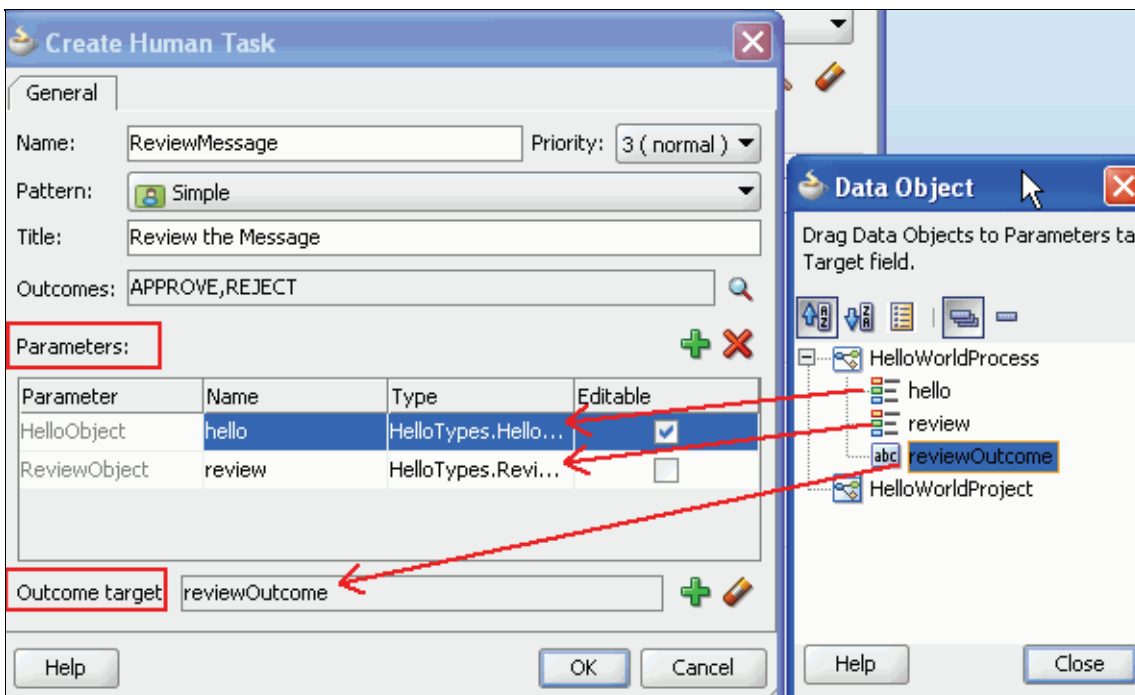 Create Human Task
General
Name: ReviewMessage Priority: 3 ( normal )
Pattern: Simple
Title: Review the Message
Outcomes: APPROVE,REJECT
Parameters:
Parameter Name Type Editable
HelloObject hello HelloTypes.Hello...
ReviewObject review HelloTypes.Revi...
Outcome target reviewOutcome
Help OK Cancel
Data Object
Drag Data Objects to Parameters ta
Target field.
HelloWorldProcess
hello
review
abc reviewOutcome
HelloWorldProject
Help Close